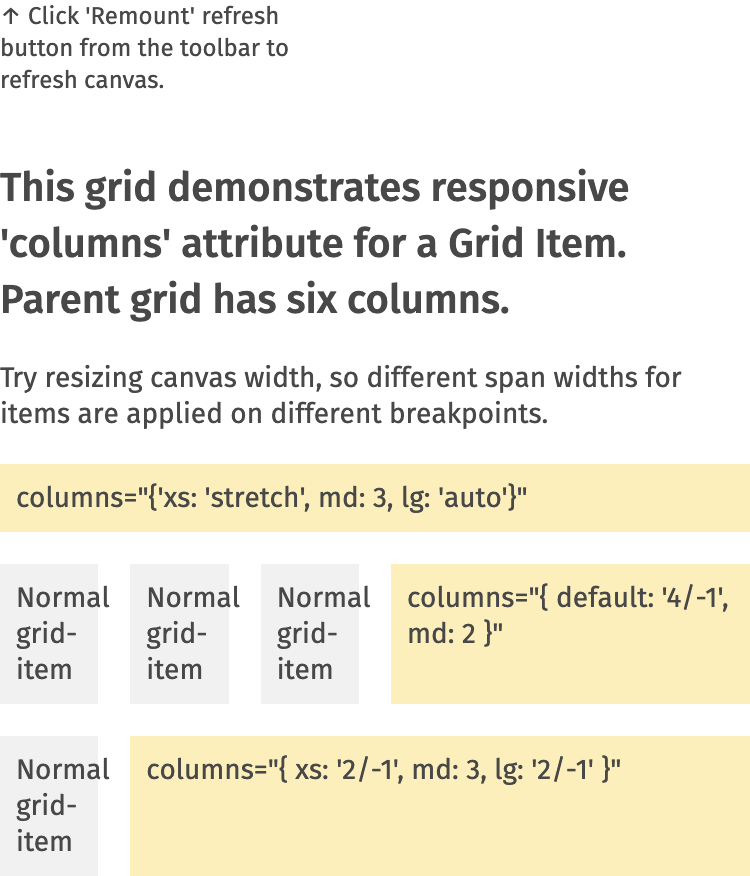 ↑ Click 'Remount' refresh
button from the toolbar to
refresh canvas.
This grid demonstrates responsive
'columns' attribute for a Grid Item.
Parent grid has six columns.
Try resizing canvas width, so different span widths for
items are applied on different breakpoints.
columns="{'xs: 'stretch', md: 3, lg: 'auto'}"
Normal
grid-
item
Normal
grid-
item
Normal
grid-
item
columns="{ default: '4/-1',
md: 2 }"
Normal
grid-
item
columns="{ xs: '2/-1', md: 3, lg: '2/-1' }"